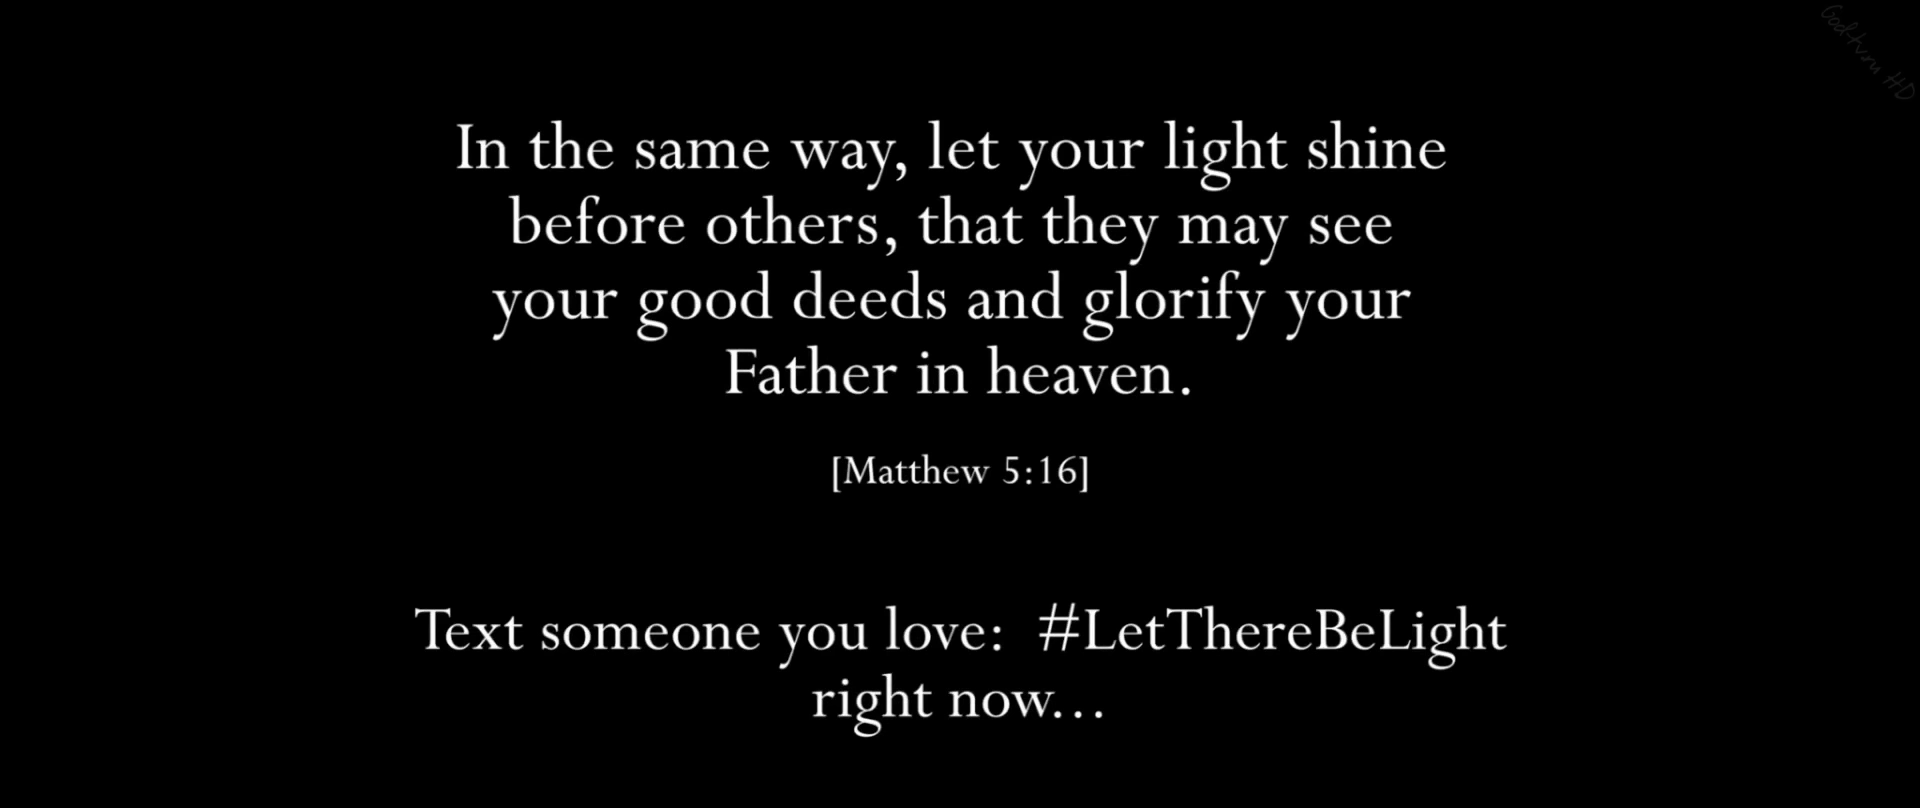 In the same way, let your light shine
before others, that they may see
your good deeds and glorify your
Father in heaven.
[Matthew 5:16]
Text someone you love:  #LetThereBeLight
right now...